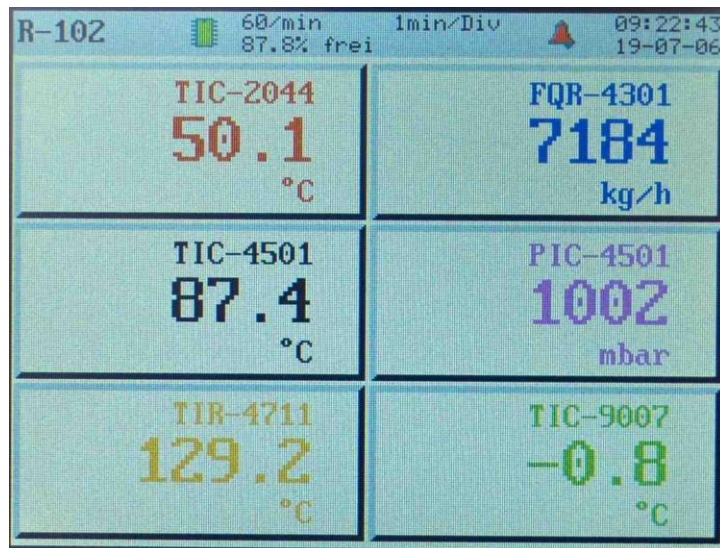 R-102
60/min
87.8% frei
1min/Div
09:22:43
19-07-06
TIC-2044
50.1
°C
FQR-4301
7184
kg/h
TIC-4501
87.4
°C
PIC-4501
1002
mbar
TIR-4711
129.2
°C
TIC-9007
-0.8
°C